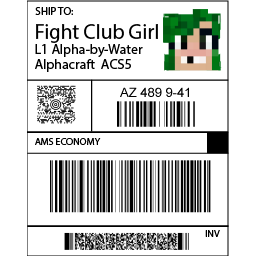 SHIP TO:
Fight Club Girl
L1 Alpha-by-Water
Alphacraft ACS5
AZ 489 9-41
AMS ECONOMY
INV